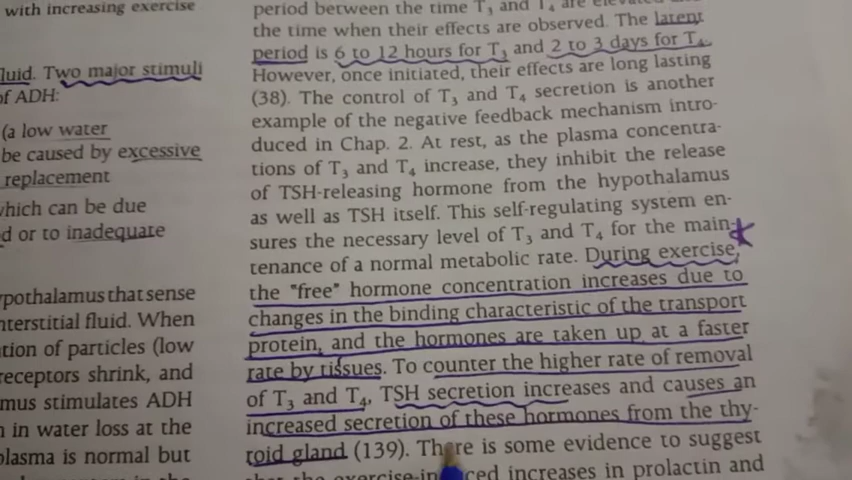 with increasing exercise
fluid. Two major stimuli
of ADH:
(a low water
be caused by excessive
replacement
which can be due
d or to inadequate
ypothalamus that sense
nterstitial fluid. When
ation of particles (low
receptors shrink, and
mus stimulates ADH
n in water loss at the
plasma is normal but
period between the time T3 and T4 are elevated and
the time when their effects are observed. The latent
period is 6 to 12 hours for T3 and 2 to 3 days for T4.
However, once initiated, their effects are long lasting
(38). The control of T3 and T4 secretion is another
example of the negative feedback mechanism intro-
duced in Chap. 2. At rest, as the plasma concentra-
tions of T3 and T4 increase, they inhibit the release
of TSH-releasing hormone from the hypothalamus
as well as TSH itself. This self-regulating system en-
sures the necessary level of T3 and T4 for the main-
tenance of a normal metabolic rate. During exercise,
the "free" hormone concentration increases due to
changes in the binding characteristic of the transport
protein, and the hormones are taken up at a faster
rate by tissues. To counter the higher rate of removal
of T3 and T4, TSH secretion increases and causes an
increased secretion of these hormones from the thy-
roid gland (139). There is some evidence to suggest
increases in prolactin and